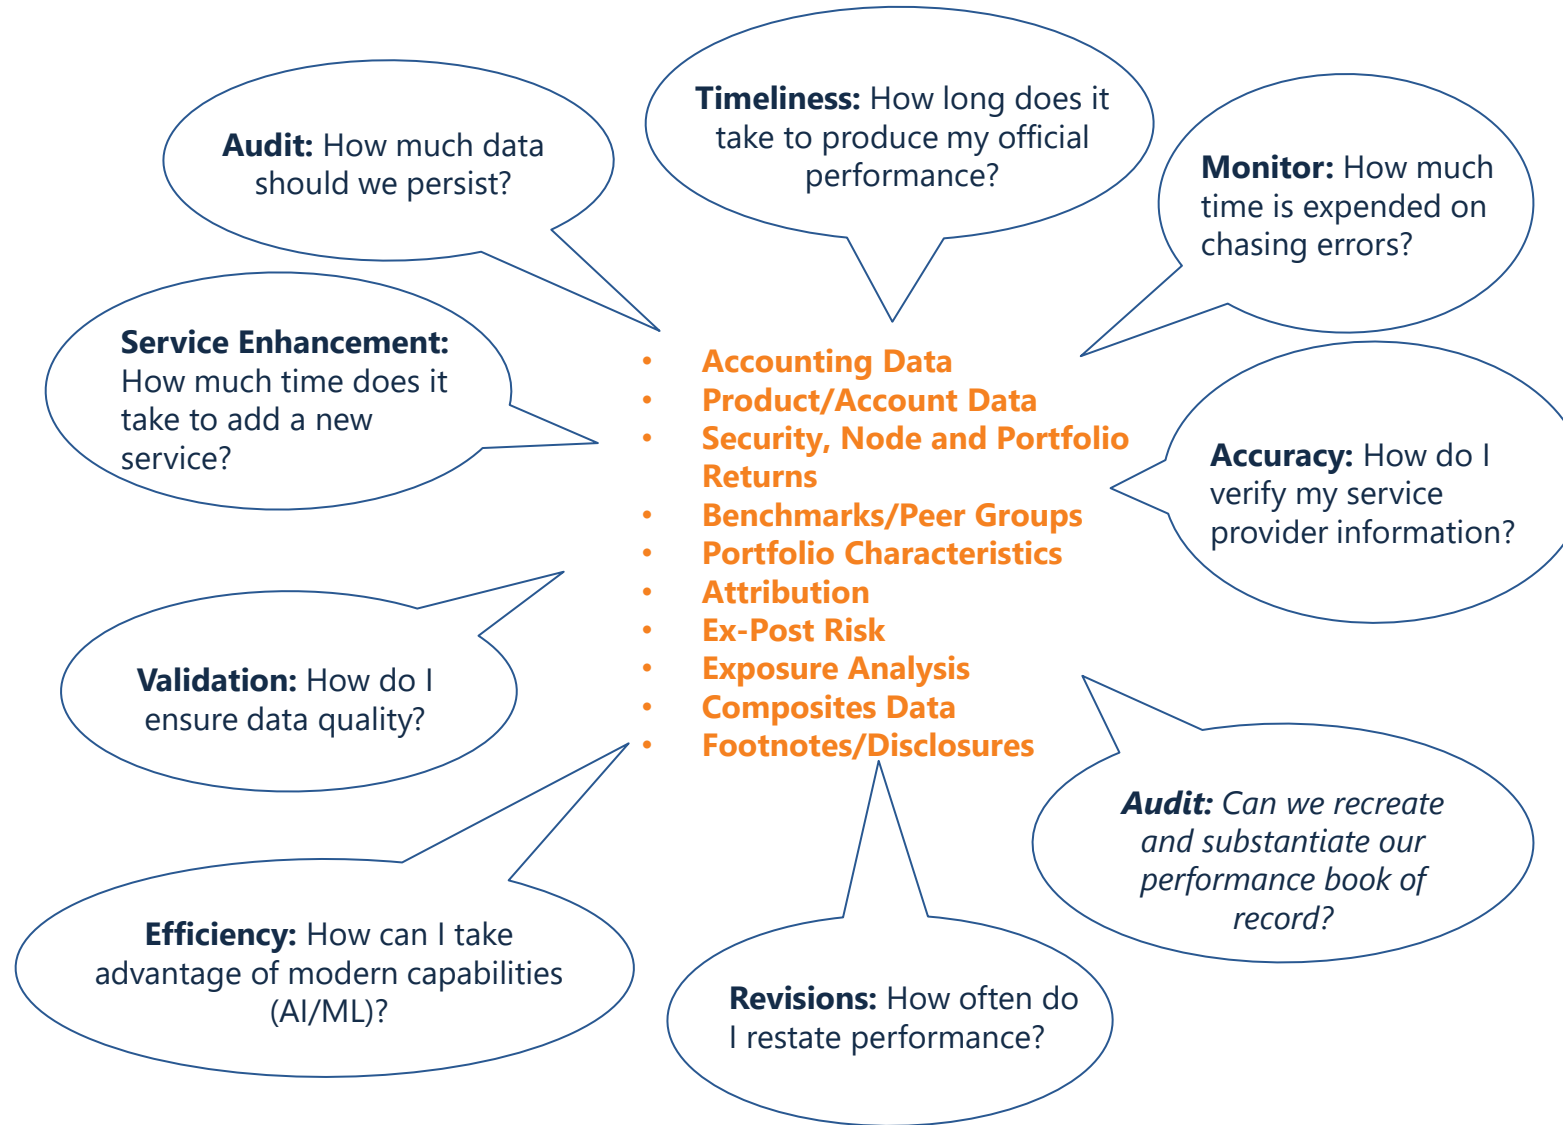 Audit: How much data
should we persist?
Timeliness: How long does it
take to produce my official
performance?
Monitor: How much
time is expended on
chasing errors?
Service Enhancement:
How much time does it
take to add a new
service?
• Accounting Data
• Product/Account Data
• Security, Node and Portfolio
Returns
• Benchmarks/Peer Groups
• Portfolio Characteristics
• Attribution
• Ex-Post Risk
• Exposure Analysis
• Composites Data
• Footnotes/Disclosures
Accuracy: How do I
verify my service
provider information?
Validation: How do I
ensure data quality?
Audit: Can we recreate
and substantiate our
performance book of
record?
Efficiency: How can I take
advantage of modern capabilities
(AI/ML)?
Revisions: How often do
I restate performance?